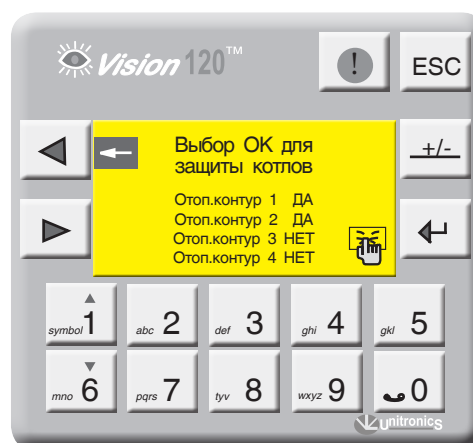 Vision 120™
! ESC
Выбор ОК для
защиты котлов
+/-
Отоп.контур 1 ДА
Отоп.контур 2 ДА
Отоп.контур 3 НЕТ
Отоп.контур 4 НЕТ
symbol 1 abc 2 def 3 ghi 4 gkl 5
mno 6 pqrs 7 tyv 8 wxyz 9 0
Unitronics